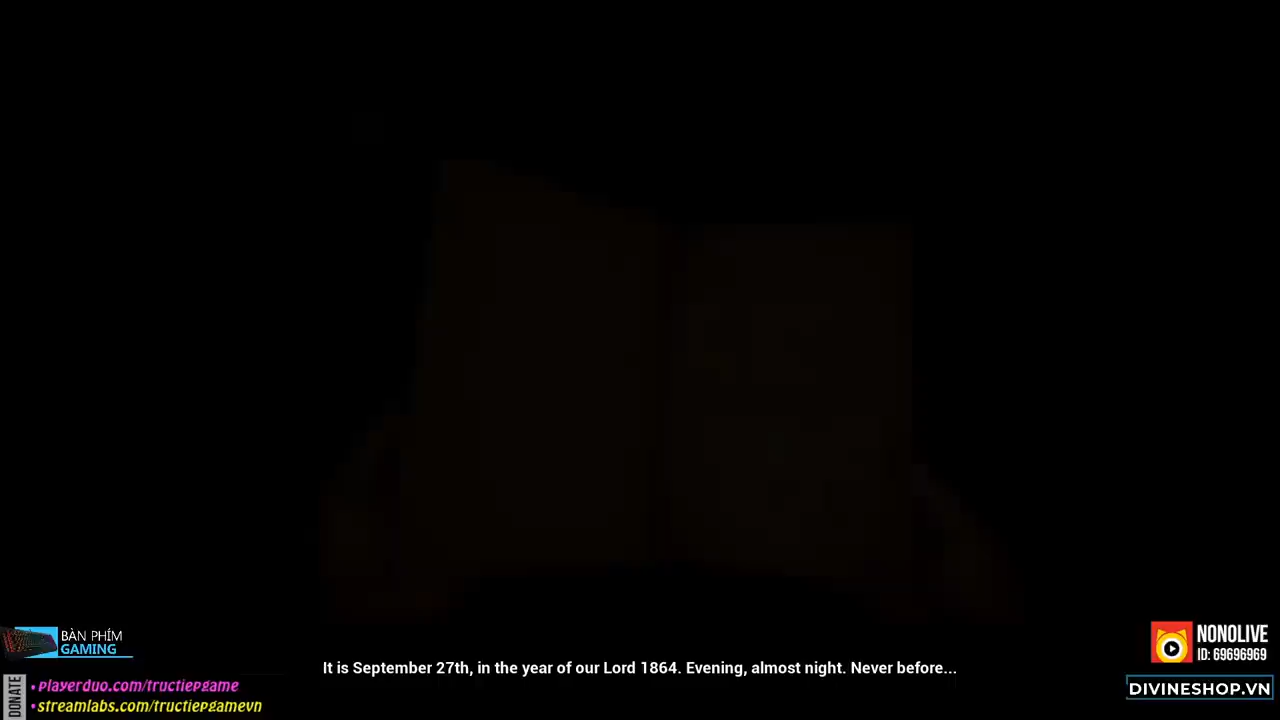 BÀN PHÍM
GAMING
DONATE
• playerduo.com/tructiepgame
• streamlabs.com/tructiepgamevn
It is September 27th, in the year of our Lord 1864. Evening, almost night. Never before...
NONOLIVE
ID: 69696969
DIVINESHOP.VN